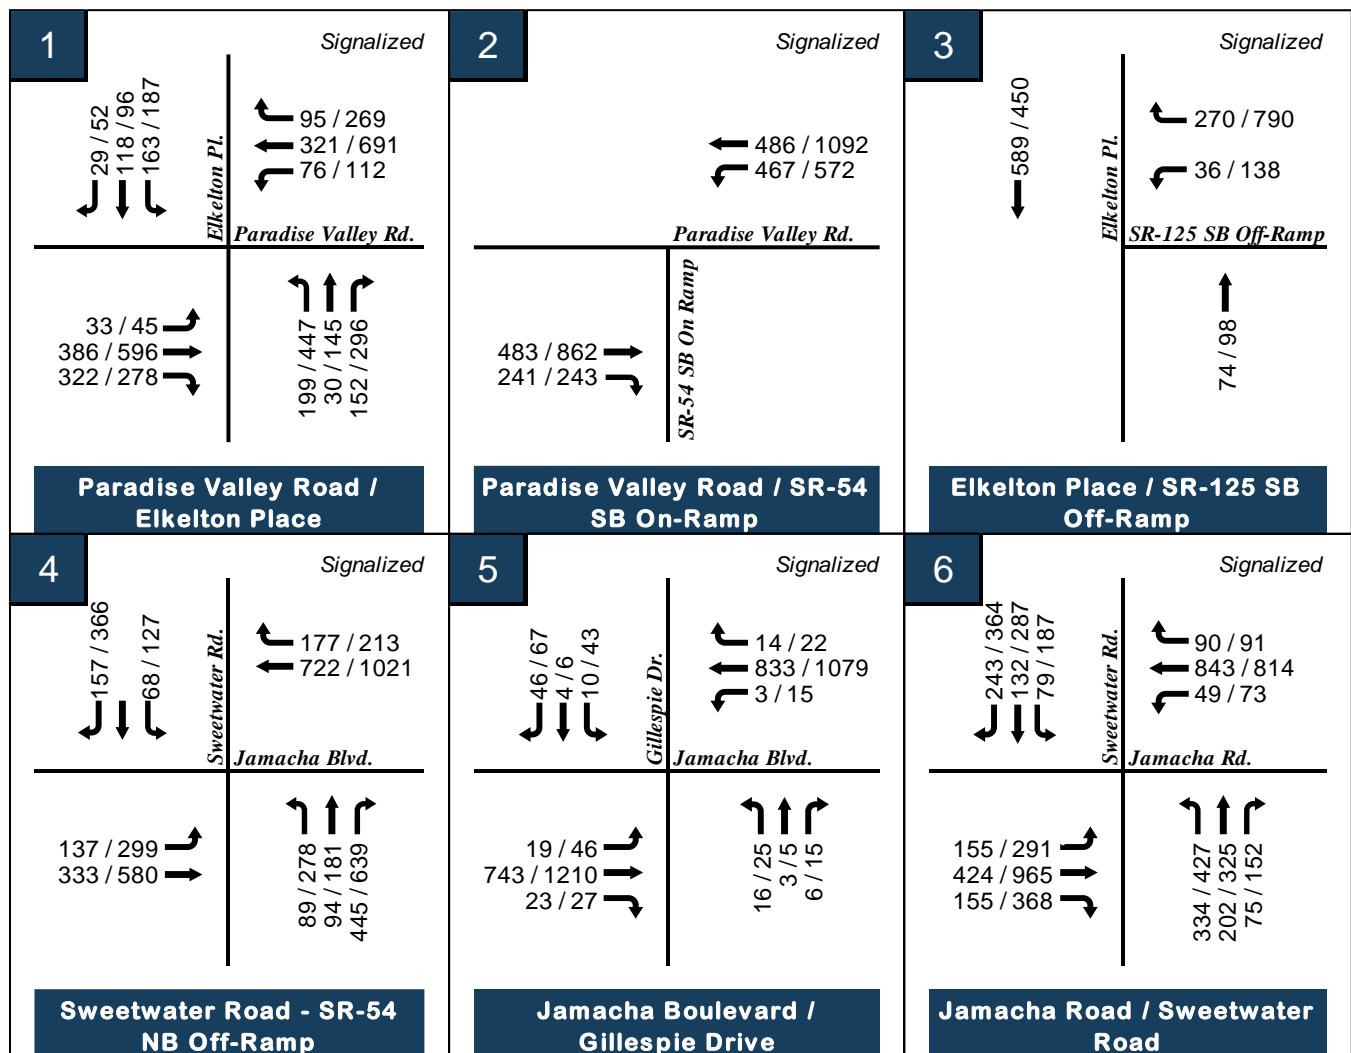 1
Signalized
29 / 52
118 / 96
163 / 187
Elkelton Pl.
95 / 269
321 / 691
76 / 112
Paradise Valley Rd.
33 / 45
386 / 596
322 / 278
199 / 447
30 / 145
152 / 296
Paradise Valley Road /
Elkelton Place
2
Signalized
486 / 1092
467 / 572
Paradise Valley Rd.
SR-54 SB On Ramp
483 / 862
241 / 243
Paradise Valley Road / SR-54
SB On-Ramp
3
Signalized
589 / 450
Elkelton Pl.
270 / 790
36 / 138
SR-125 SB Off-Ramp
74 / 98
Elkelton Place / SR-125 SB
Off-Ramp
4
Signalized
157 / 366
68 / 127
Sweetwater Rd.
177 / 213
722 / 1021
Jamacha Blvd.
137 / 299
333 / 580
89 / 278
94 / 181
445 / 639
Sweetwater Road - SR-54
NB Off-Ramp
5
Signalized
46 / 67
4 / 6
10 / 43
Gillespie Dr.
14 / 22
833 / 1079
3 / 15
Jamacha Blvd.
19 / 46
743 / 1210
23 / 27
16 / 25
3 / 5
6 / 15
Jamacha Boulevard /
Gillespie Drive
6
Signalized
243 / 364
132 / 287
79 / 187
Sweetwater Rd.
90 / 91
843 / 814
49 / 73
Jamacha Rd.
155 / 291
424 / 965
155 / 368
334 / 427
202 / 325
75 / 152
Jamacha Road / Sweetwater
Road